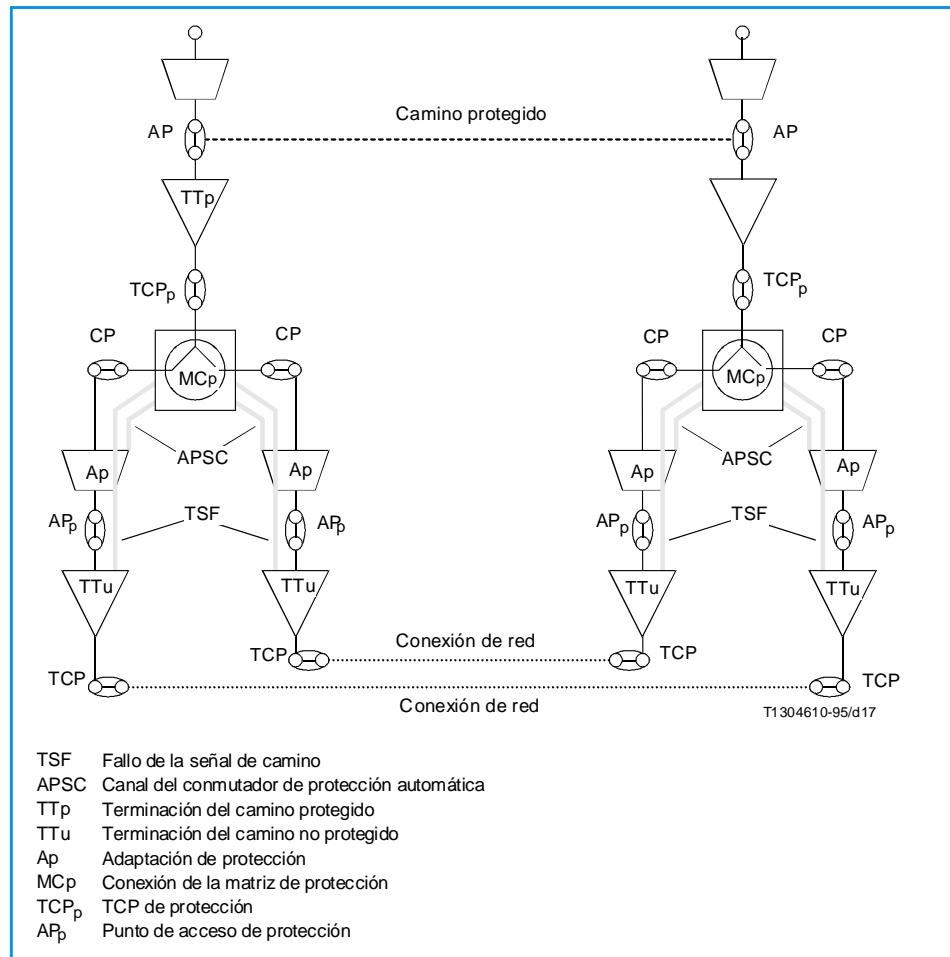 Camino protegido
AP AP
TTp
TCPp TCPp
CP CP CP CP
MCp MCp
APSC APSC
Ap Ap Ap Ap
TSF TSF
APp APp APp APp
TTu TTu TTu TTu
Conexión de red
TCP TCP
TCP TCP
Conexión de red
T1304610-95/d17
TSF Fallo de la señal de camino
APSC Canal del conmutador de protección automática
TTp Terminación del camino protegido
TTu Terminación del camino no protegido
Ap Adaptación de protección
MCp Conexión de la matriz de protección
TCPp TCP de protección
APp Punto de acceso de protección